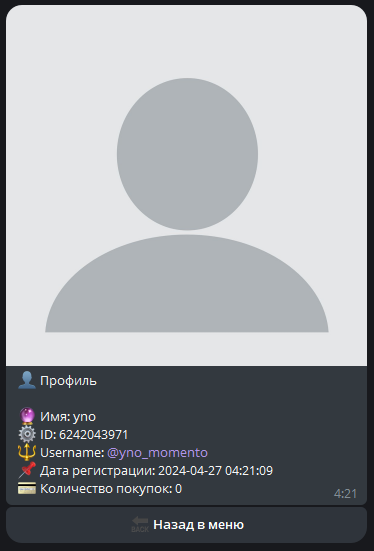 👤 Профиль
🔮 Имя: yno
⚙️ ID: 6242043971
🔱 Username: @yno_momento
📌 Дата регистрации: 2024-04-27 04:21:09
💳 Количество покупок: 0
4:21
🔙 Назад в меню